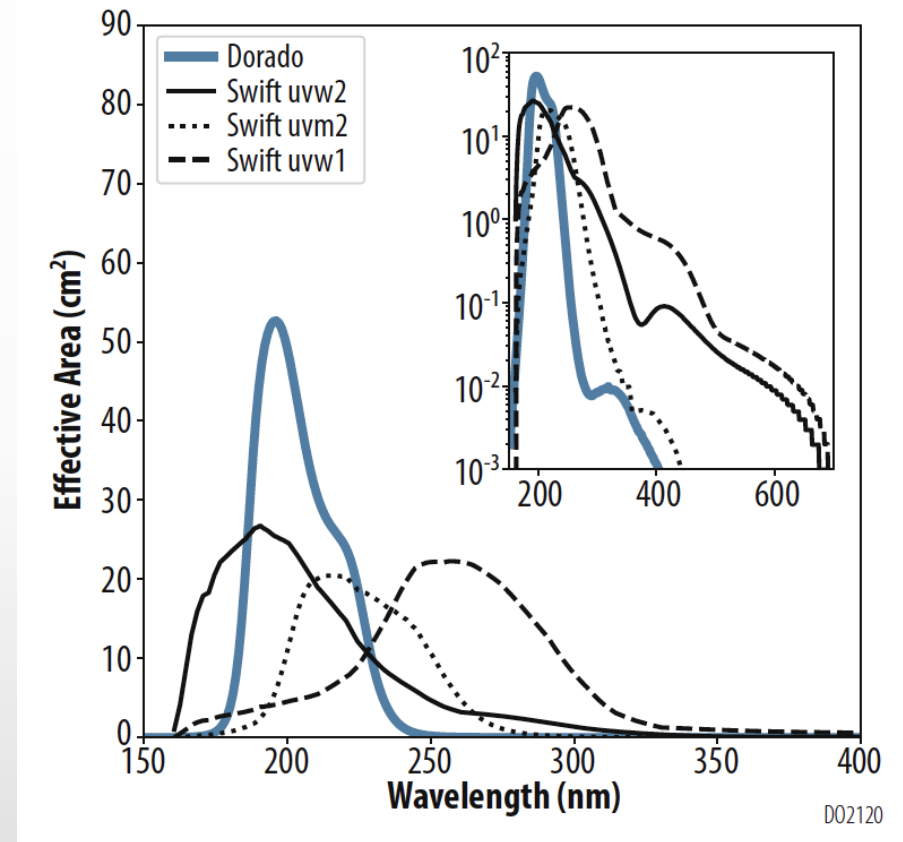 90
80
70
60
50
40
30
20
10
0
Effective Area (cm²)
Dorado
Swift uvw2
Swift uvm2
Swift uvw1
10²
10¹
10⁰
10⁻¹
10⁻²
10⁻³
200 400 600
150 200 250 300 350 400
Wavelength (nm)
DO2120